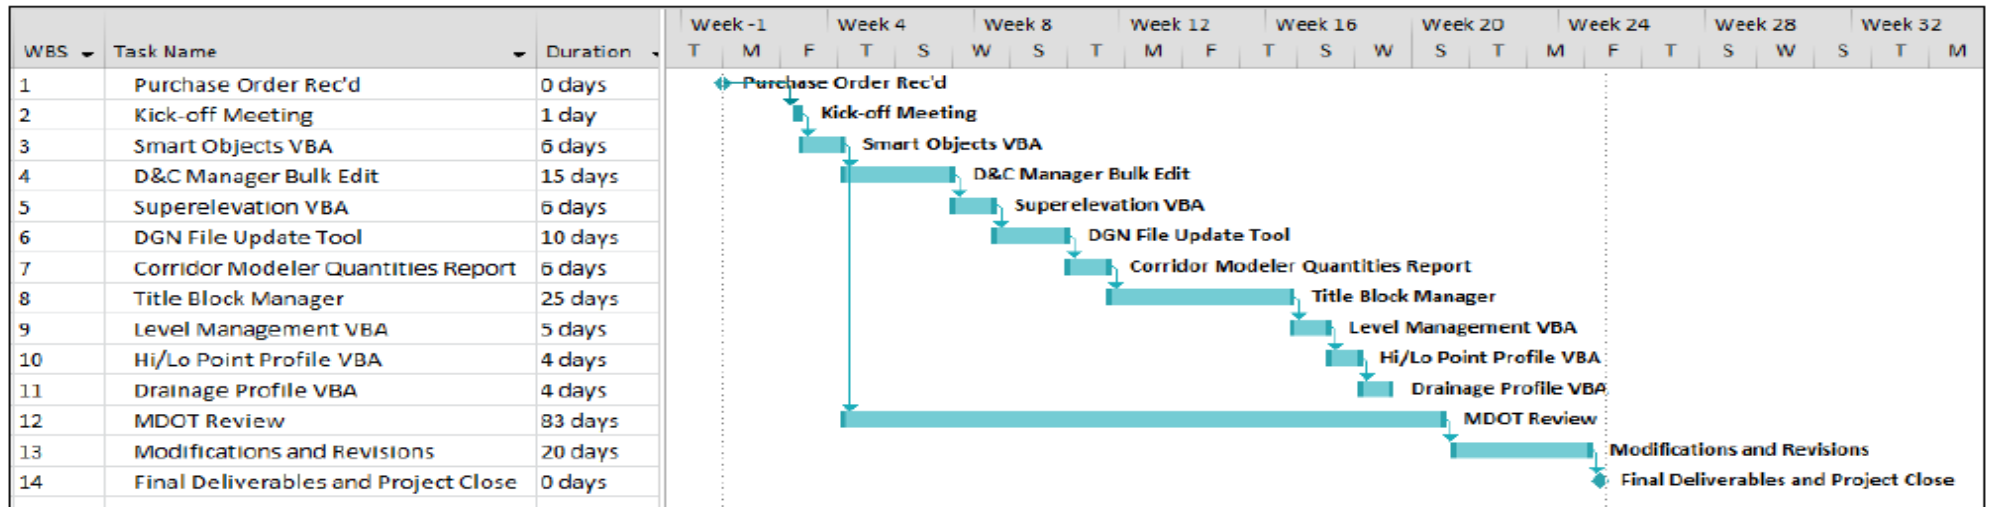 Week -1 Week 4 Week 8 Week 12 Week 16 Week 20 Week 24 Week 28 Week 32
WBS Task Name Duration T M F T S W S T M F T S W S T M F T S W S T M
1 Purchase Order Rec'd 0 days Purchase Order Rec'd
2 Kick-off Meeting 1 day Kick-off Meeting
3 Smart Objects VBA 6 days Smart Objects VBA
4 D&C Manager Bulk Edit 15 days D&C Manager Bulk Edit
5 Superelevation VBA 6 days Superelevation VBA
6 DGN File Update Tool 10 days DGN File Update Tool
7 Corridor Modeler Quantities Report 6 days Corridor Modeler Quantities Report
8 Title Block Manager 25 days Title Block Manager
9 Level Management VBA 5 days Level Management VBA
10 Hi/Lo Point Profile VBA 4 days Hi/Lo Point Profile VBA
11 Drainage Profile VBA 4 days Drainage Profile VBA
12 MDOT Review 83 days MDOT Review
13 Modifications and Revisions 20 days Modifications and Revisions
14 Final Deliverables and Project Close 0 days Final Deliverables and Project Close